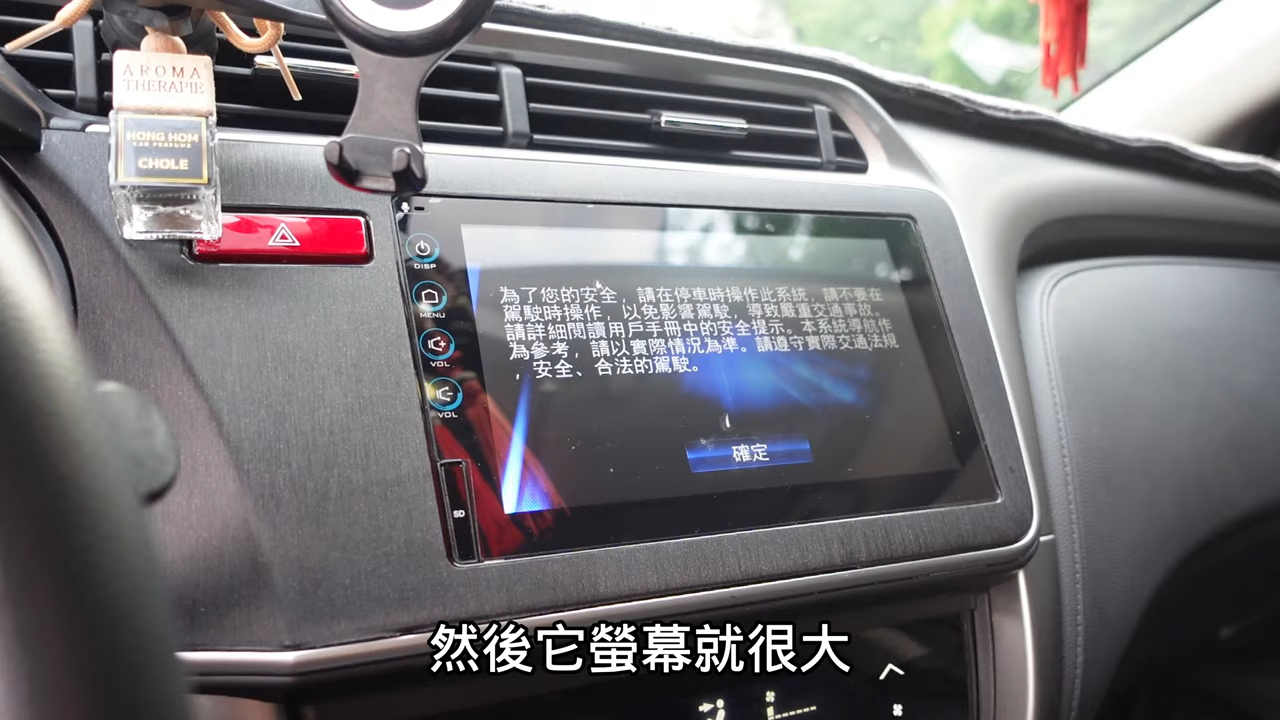 AROMA
THERAPIE
HONG HOM
CAR PERFUME
CHOLE
DISP
MENU
VOL
VOL
SD
為了您的安全，請在停車時操作此系統，請不要在
駕駛時操作，以免影響駕駛，導致嚴重交通事故。
請詳細閱讀用戶手冊中的安全提示。本系統導航作
為參考，請以實際情況為準。請遵守實際交通法規
，安全、合法的駕駛。
確定
然後它螢幕就很大